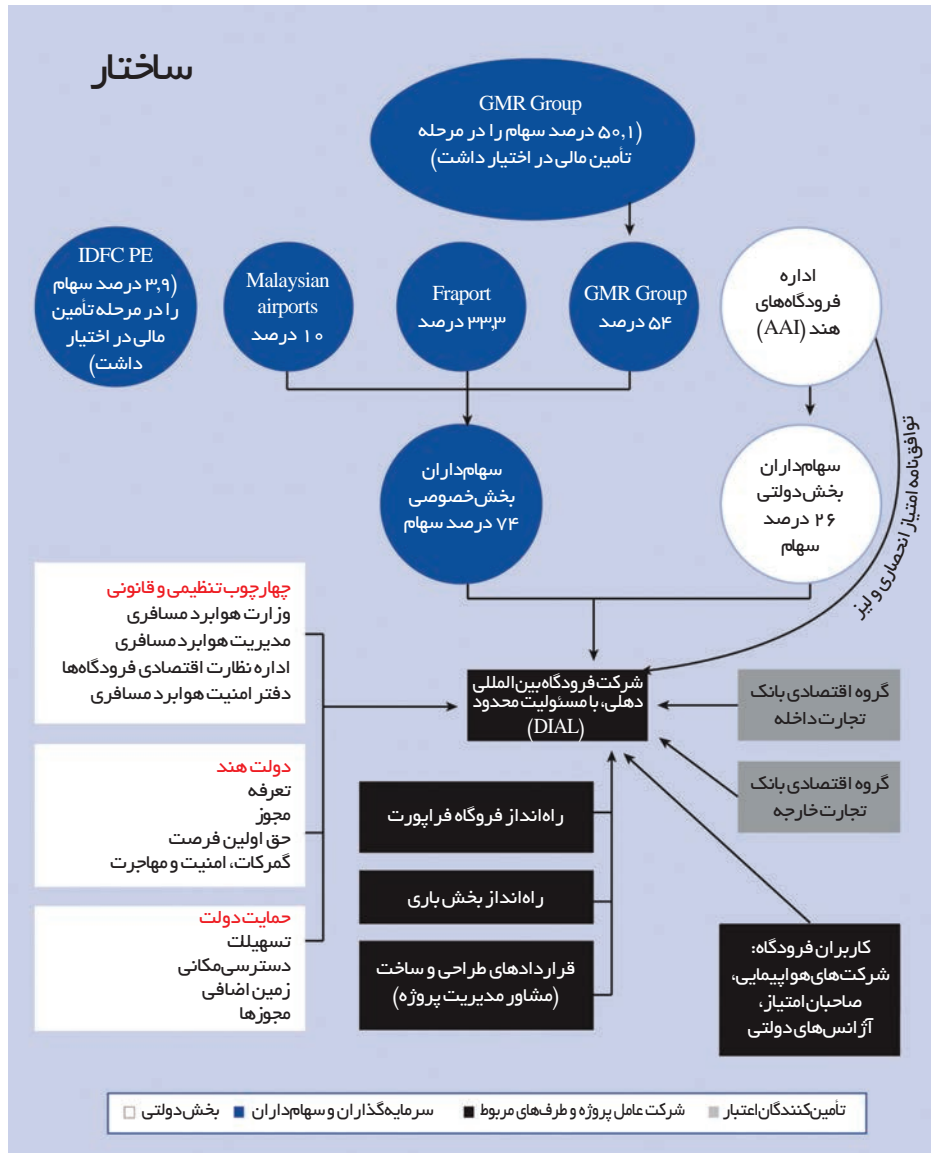 ساختار
GMR Group
(۵۰,۱ درصد سهام را در مرحله
تأمین مالی در اختیار داشت)
IDFC PE
(۳,۹ درصد سهام
را در مرحله تأمین
مالی در اختیار
داشت)
Malaysian
airports
۱۰ درصد
Fraport
۳۳,۳ درصد
GMR Group
۵۴ درصد
اداره
فرودگاه‌های
هند (AAI)
سهام‌داران
بخش خصوصی
۷۴ درصد سهام
سهام‌داران
بخش دولتی
۲۶ درصد
سهام
توافق‌نامه امتیاز انحصاری و لیز
چهارچوب تنظیمی و قانونی
وزارت هوابرد مسافری
مدیریت هوابرد مسافری
اداره نظارت اقتصادی فرودگاه‌ها
دفتر امنیت هوابرد مسافری
شرکت فرودگاه بین‌المللی
دهلی، با مسئولیت محدود
(DIAL)
گروه اقتصادی بانک
تجارت داخله
گروه اقتصادی بانک
تجارت خارجه
دولت هند
تعرفه
مجوز
حق اولین فرصت
گمرکات، امنیت و مهاجرت
راه‌انداز فروگاه فراپورت
راه‌انداز بخش باری
قراردادهای طراحی و ساخت
(مشاور مدیریت پروژه)
حمایت دولت
تسهیلت
دسترسی مکانی
زمین اضافی
مجوزها
کاربران فرودگاه:
شرکت‌های هواپیمایی،
صاحبان امتیاز،
آژانس‌های دولتی
تأمین‌کنندگان اعتبار
شرکت عامل پروژه و طرف‌های مربوط
سرمایه‌گذاران و سهام‌داران
بخش دولتی